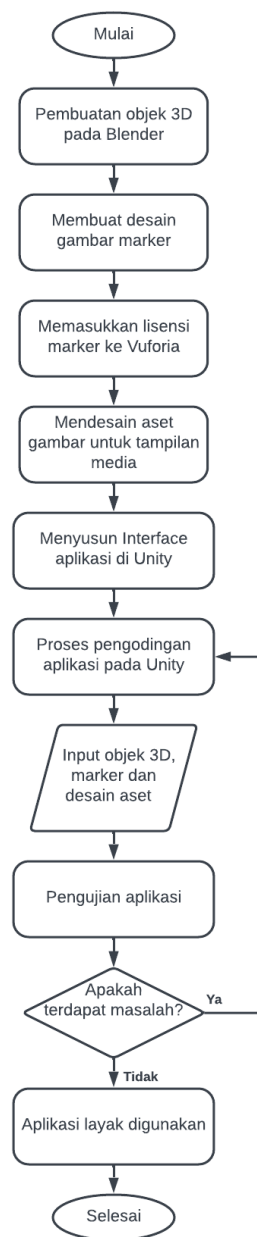 Mulai
Pembuatan objek 3D
pada Blender
Membuat desain
gambar marker
Memasukkan lisensi
marker ke Vuforia
Mendesain aset
gambar untuk tampilan
media
Menyusun Interface
aplikasi di Unity
Proses pengodingan
aplikasi pada Unity
Input objek 3D,
marker dan
desain aset
Pengujian aplikasi
Apakah
terdapat masalah?
Ya
Tidak
Aplikasi layak digunakan
Selesai